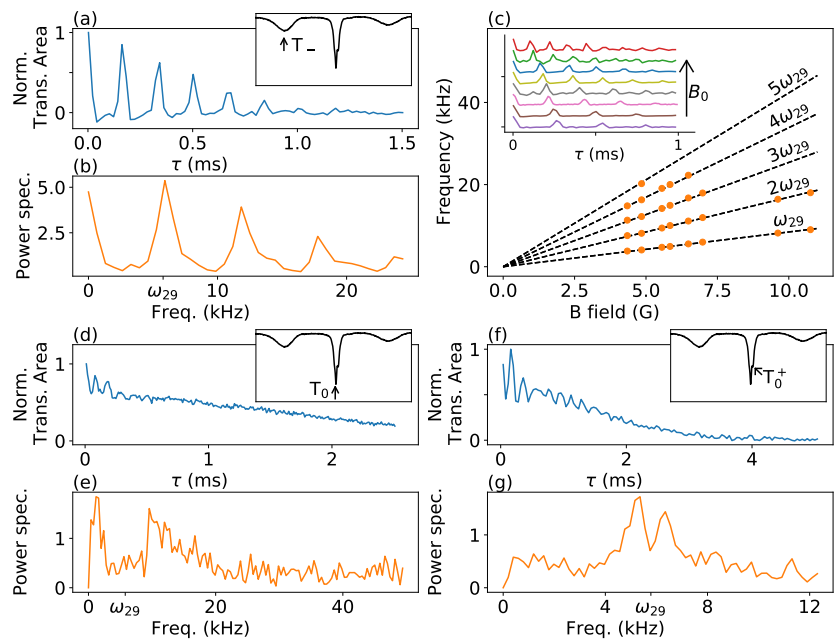 (a)
Norm.
Trans. Area
1
0
T₋
0.0
0.5
1.0
1.5
τ (ms)
(b)
Power spec.
5.0
2.5
0
ω₂₉
10
20
Freq. (kHz)
(c)
Frequency (kHz)
40
20
0
5ω₂₉
4ω₂₉
3ω₂₉
2ω₂₉
ω₂₉
B₀
0
1
τ (ms)
0.0
2.5
5.0
7.5
10.0
B field (G)
(d)
Norm.
Trans. Area
1
0
T₀
0
1
2
τ (ms)
(e)
Power spec.
1
0
0
ω₂₉
20
40
Freq. (kHz)
(f)
Norm.
Trans. Area
1
0
T₀⁺
0
2
4
τ (ms)
(g)
Power spec.
1
0
0
4
ω₂₉
8
12
Freq. (kHz)